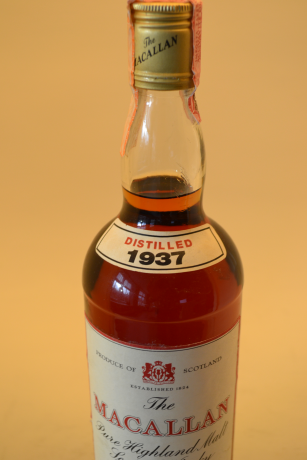 The
MACALLAN
DISTILLED
1937
PRODUCE OF SCOTLAND
ESTABLISHED 1824
The
MACALLAN
Pure Highland Malt